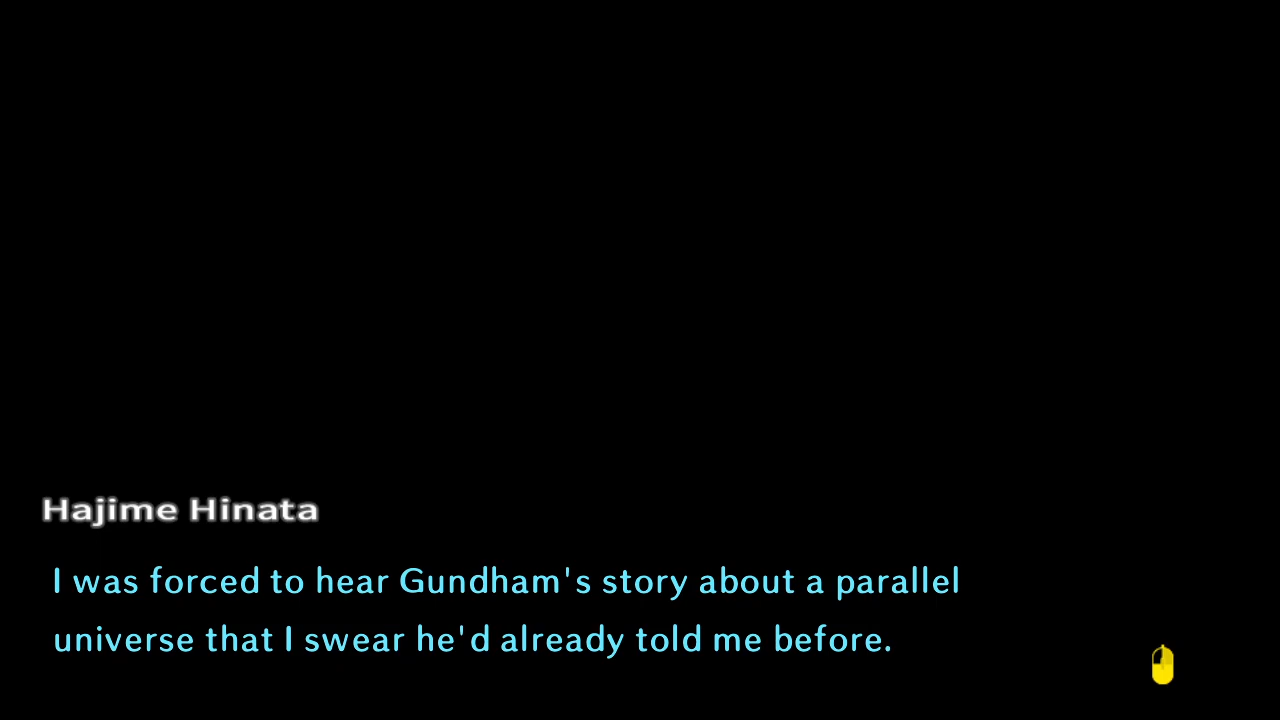 Hajime Hinata
I was forced to hear Gundham's story about a parallel
universe that I swear he'd already told me before.